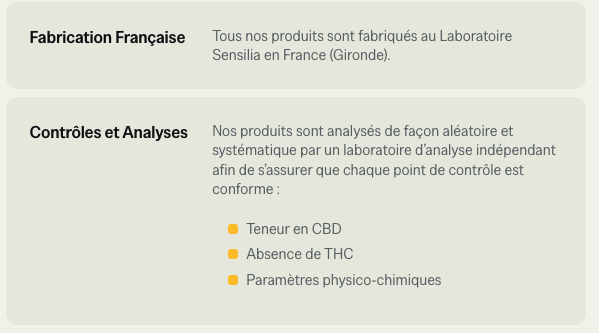 Fabrication Française
Tous nos produits sont fabriqués au Laboratoire
Sensilia en France (Gironde).
Contrôles et Analyses
Nos produits sont analysés de façon aléatoire et
systématique par un laboratoire d’analyse indépendant
afin de s’assurer que chaque point de contrôle est
conforme :
Teneur en CBD
Absence de THC
Paramètres physico-chimiques